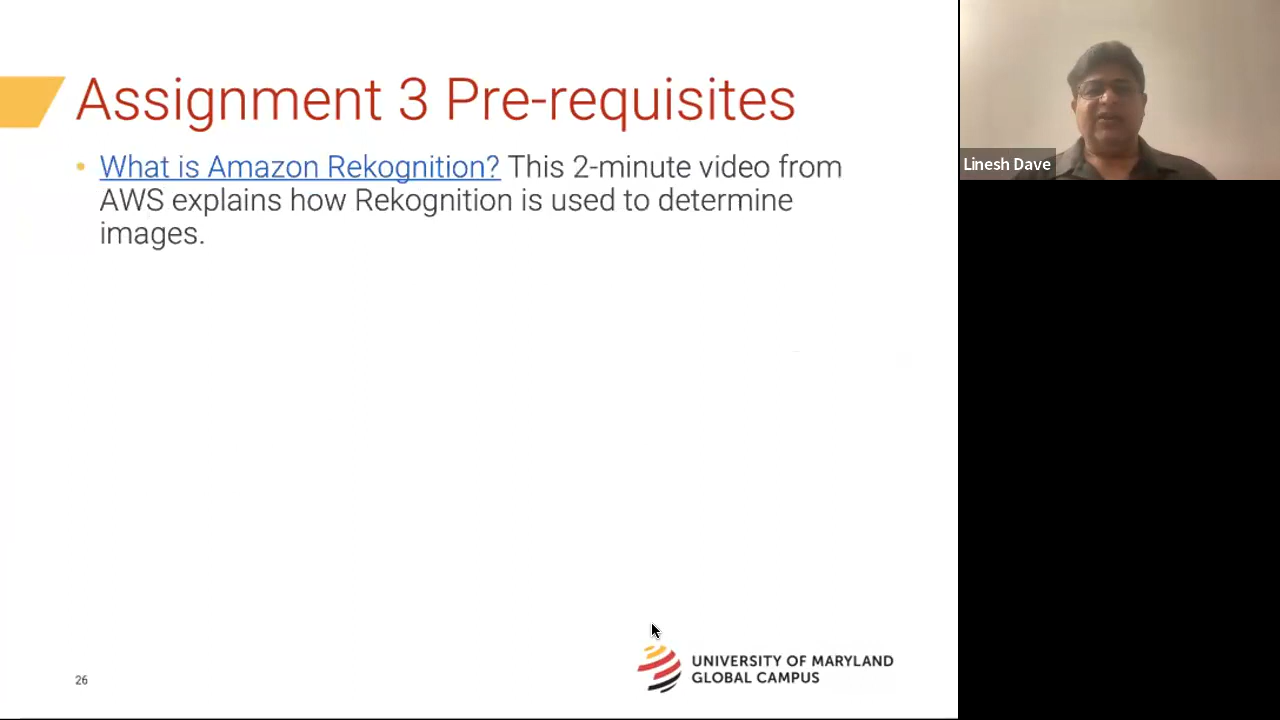 Assignment 3 Pre-requisites
• What is Amazon Rekognition? This 2-minute video from
AWS explains how Rekognition is used to determine
images.
26
UNIVERSITY OF MARYLAND
GLOBAL CAMPUS
Linesh Dave